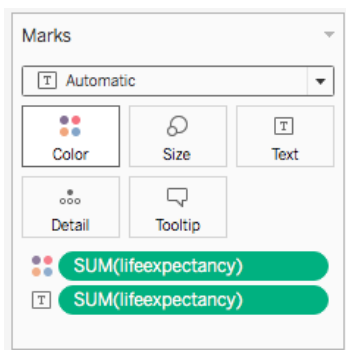 Marks
T Automatic
Color Size T Text
Detail Tooltip
SUM(lifeexpectancy)
T SUM(lifeexpectancy)